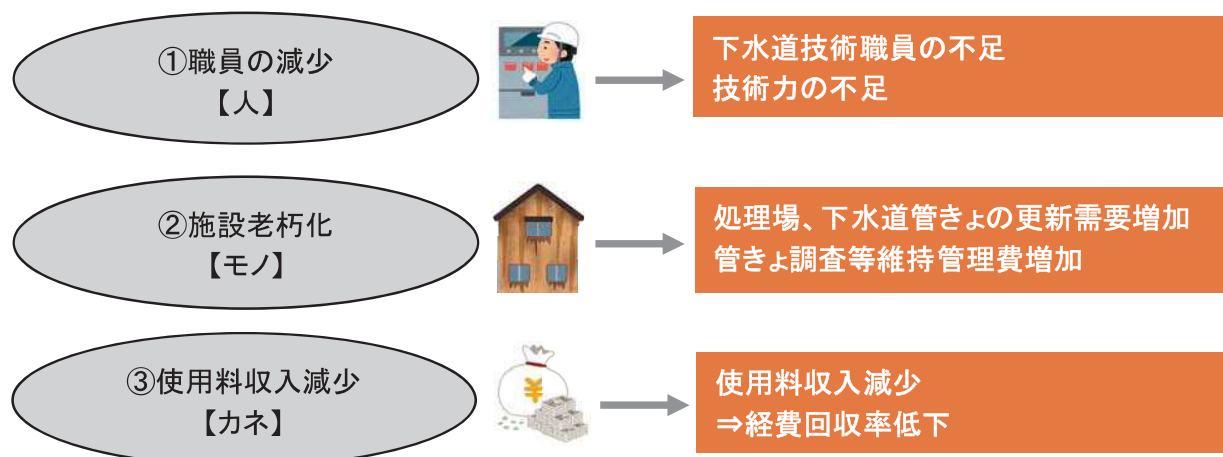 ①職員の減少
【人】
下水道技術職員の不足
技術力の不足
②施設老朽化
【モノ】
処理場、下水道管きょの更新需要増加
管きょ調査等維持管理費増加
③使用料収入減少
【カネ】
¥
使用料収入減少
⇒経費回収率低下